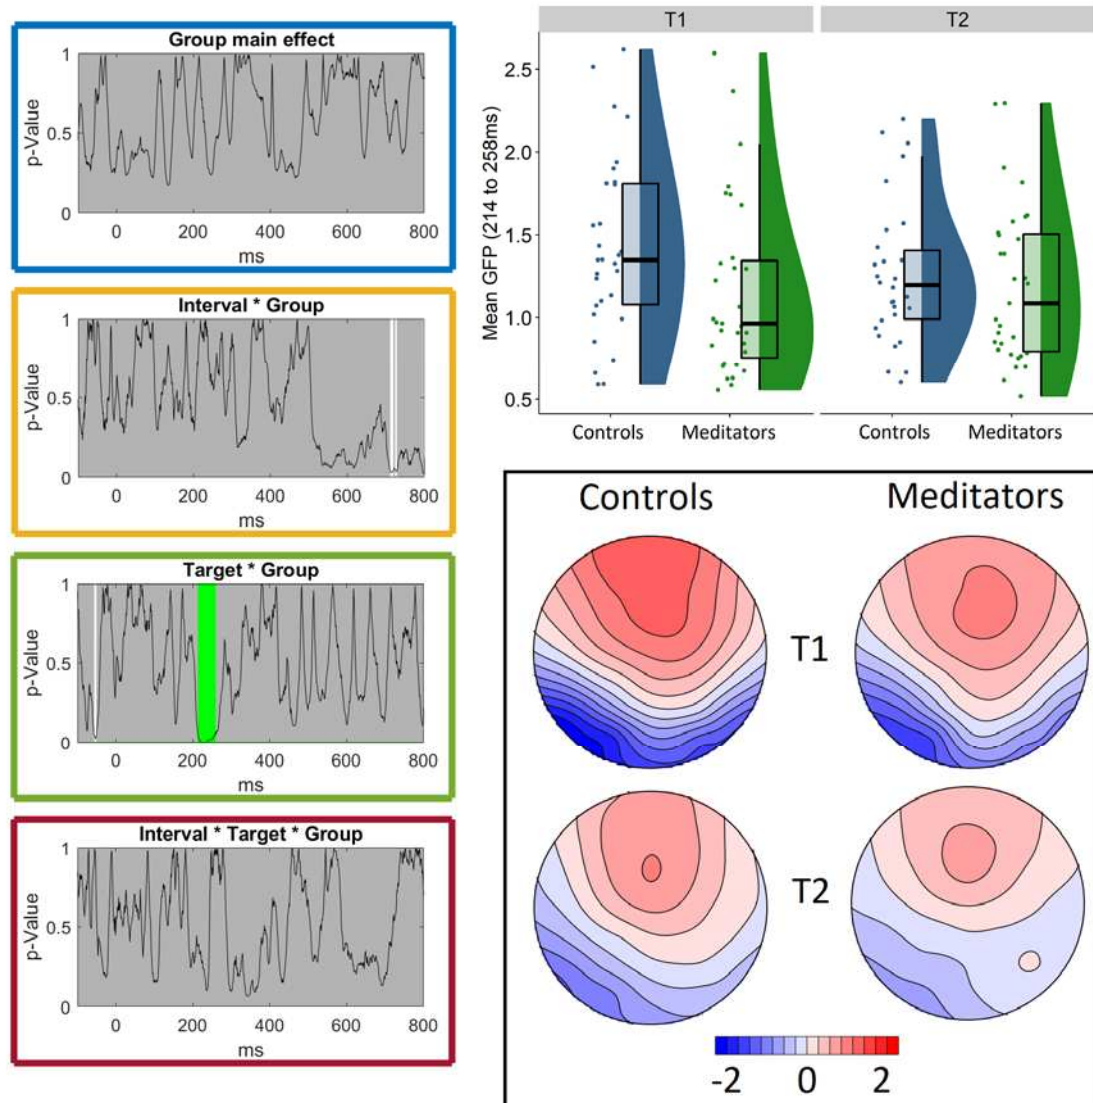 Group main effect
1
0.5
0
p-Value
0 200 400 600 800
ms
Interval * Group
1
0.5
0
p-Value
0 200 400 600 800
ms
Target * Group
1
0.5
0
p-Value
0 200 400 600 800
ms
Interval * Target * Group
1
0.5
0
p-Value
0 200 400 600 800
ms
T1 T2
2.5
2.0
1.5
1.0
0.5
Mean GFP (214 to 258ms)
Controls Meditators Controls Meditators
Controls Meditators
T1
T2
-2 0 2